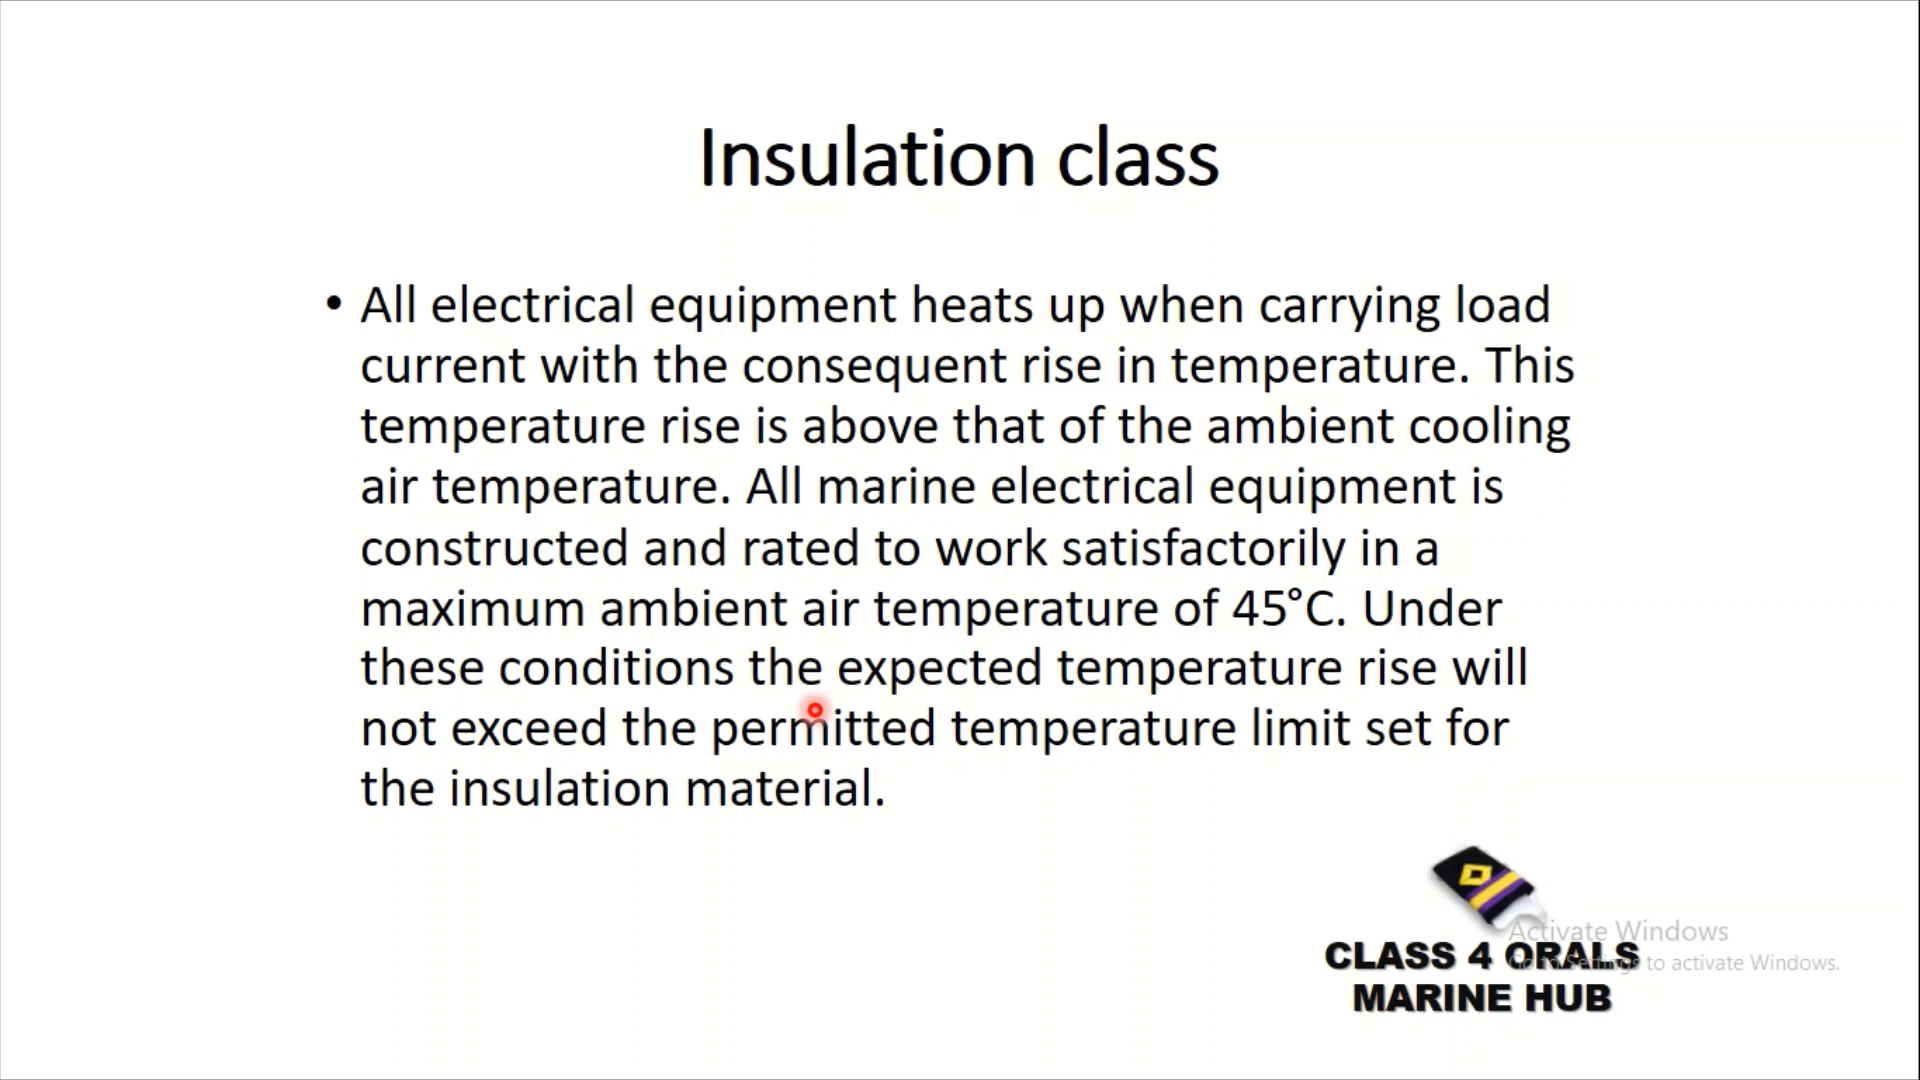 Insulation class
• All electrical equipment heats up when carrying load
current with the consequent rise in temperature. This
temperature rise is above that of the ambient cooling
air temperature. All marine electrical equipment is
constructed and rated to work satisfactorily in a
maximum ambient air temperature of 45°C. Under
these conditions the expected temperature rise will
not exceed the permitted temperature limit set for
the insulation material.
Activate Windows
CLASS 4 ORALS
Go to Settings to activate Windows.
MARINE HUB